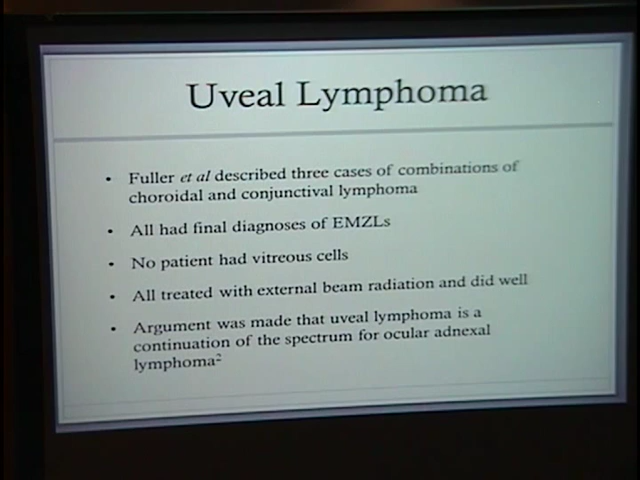 Uveal Lymphoma
• Fuller et al described three cases of combinations of
choroidal and conjunctival lymphoma
• All had final diagnoses of EMZLs
• No patient had vitreous cells
• All treated with external beam radiation and did well
• Argument was made that uveal lymphoma is a
continuation of the spectrum for ocular adnexal
lymphoma²